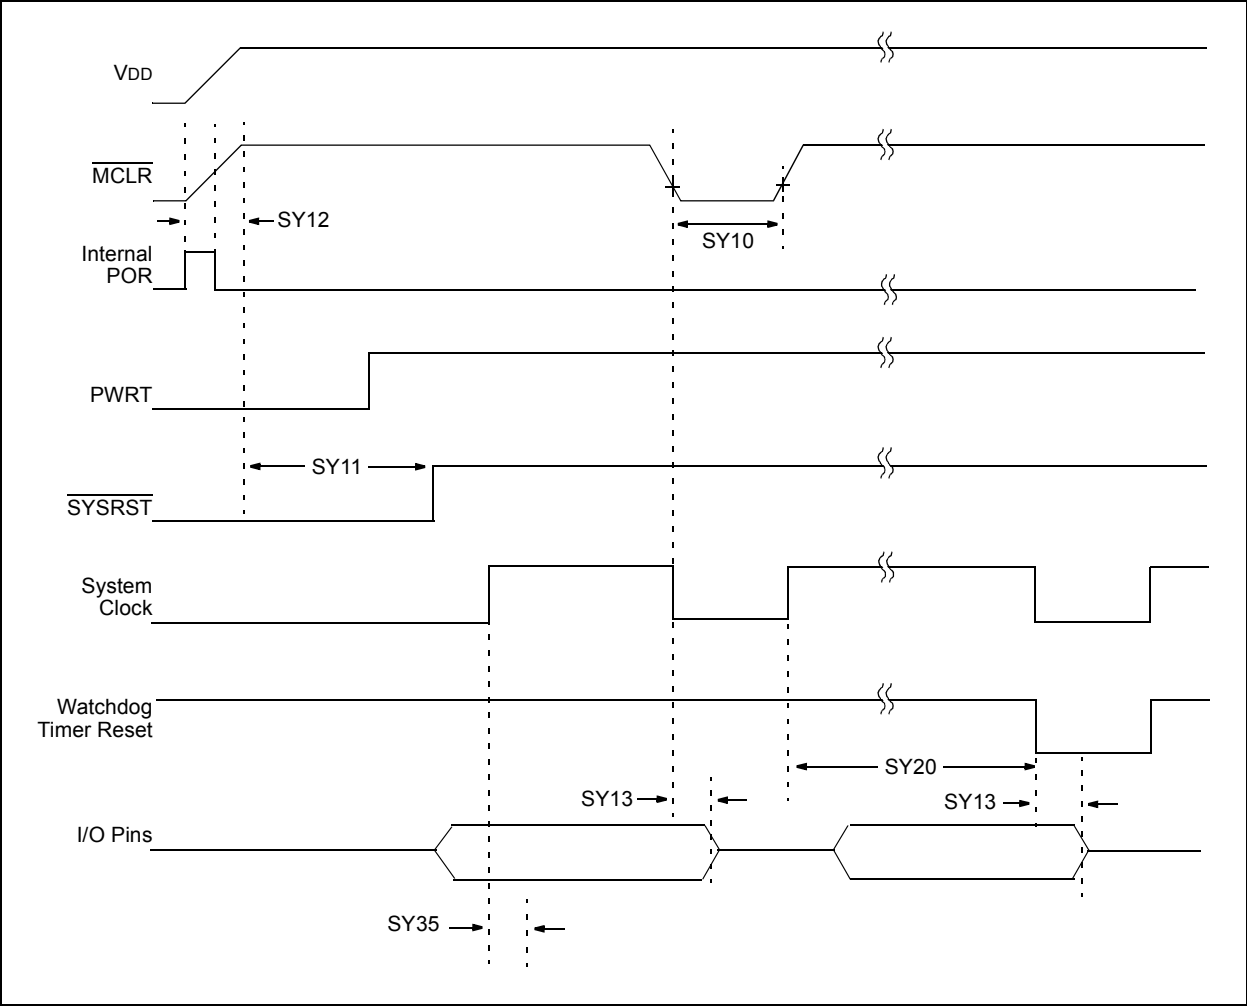 VDD
MCLR
SY12
SY10
Internal
POR
PWRT
SY11
SYSRST
System
Clock
Watchdog
Timer Reset
SY20
SY13
SY13
I/O Pins
SY35